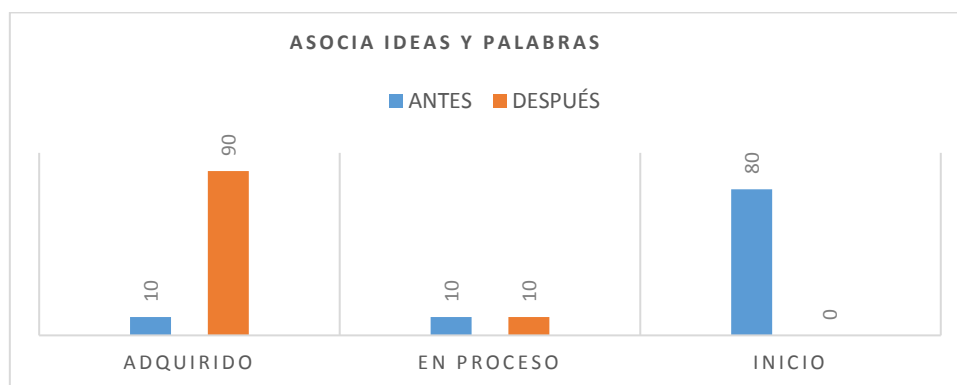 ASOCIA IDEAS Y PALABRAS
ANTES DESPUÉS
10 90 10 10 80 0
ADQUIRIDO EN PROCESO INICIO